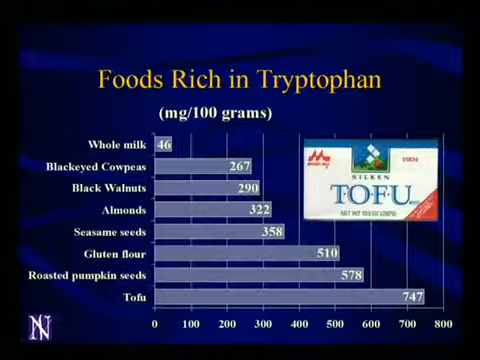 Foods Rich in Tryptophan
(mg/100 grams)
Whole milk 46
Blackeyed Cowpeas 267
Black Walnuts 290
Almonds 322
Seasame seeds 358
Gluten flour 510
Roasted pumpkin seeds 578
Tofu 747
0 100 200 300 400 500 600 700 800
FIRM
SILKEN
TOFU
N